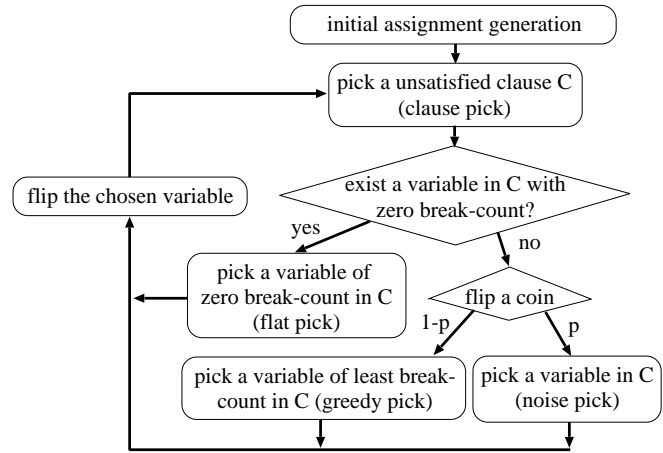 initial assignment generation
pick a unsatisfied clause C
(clause pick)
flip the chosen variable
exist a variable in C with
zero break-count?
yes
no
pick a variable of
zero break-count in C
(flat pick)
flip a coin
1-p
p
pick a variable of least break-
count in C (greedy pick)
pick a variable in C
(noise pick)